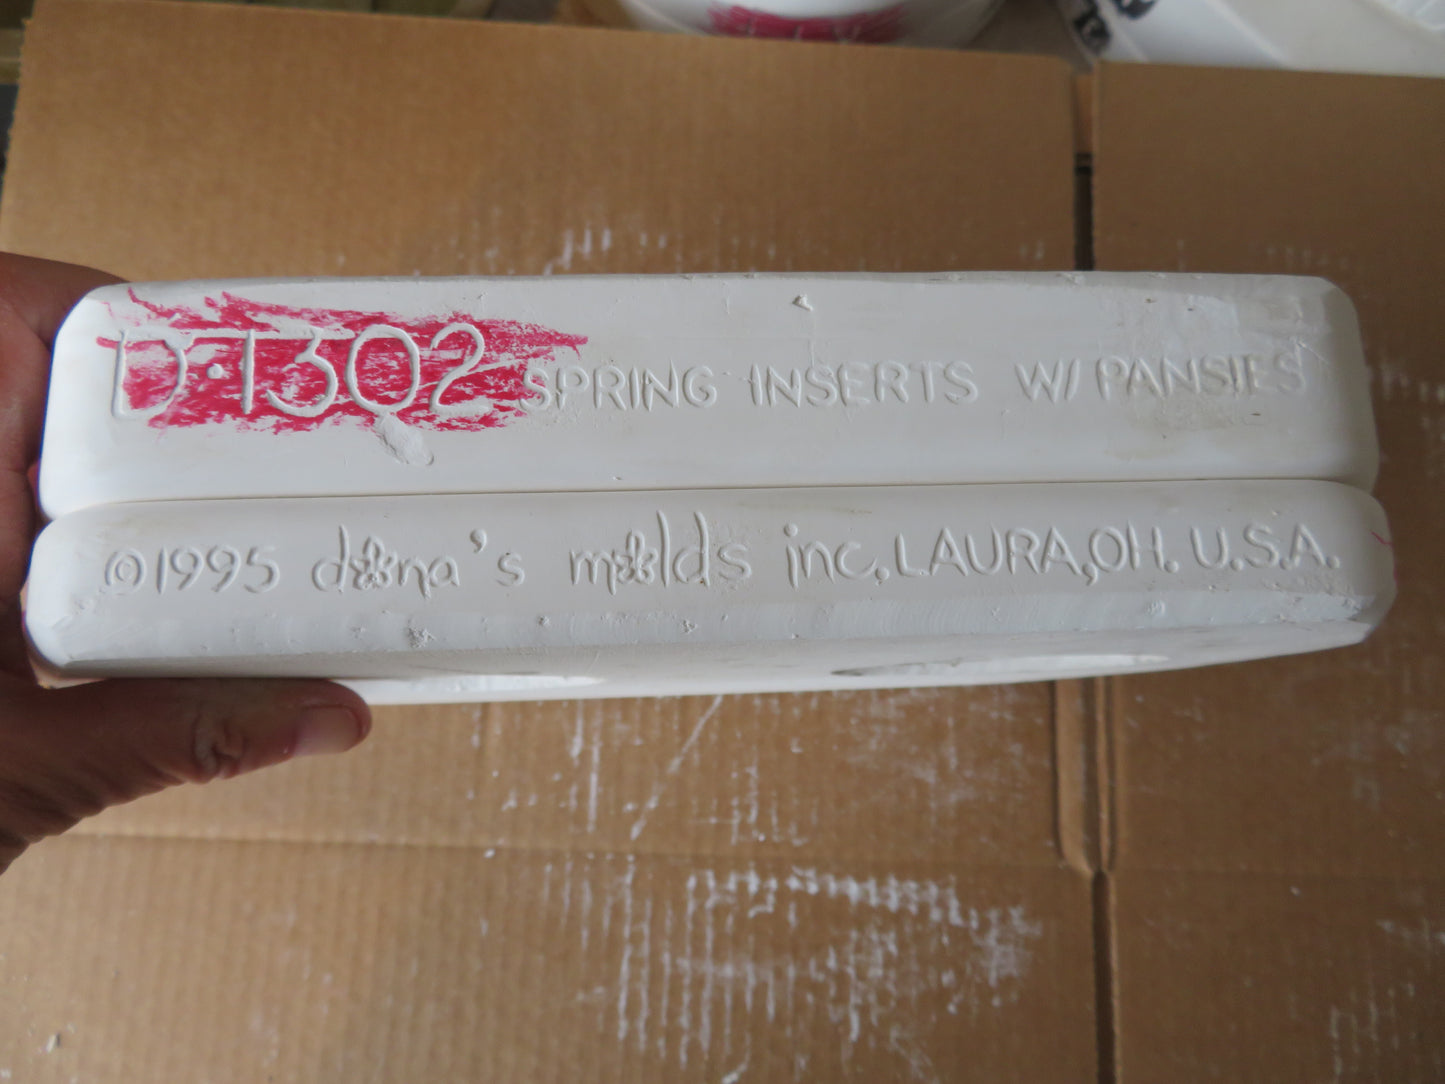 D-1302 SPRING INSERTS W/ PANSIES
©1995 dona's molds inc, LAURA, OH. U.S.A.